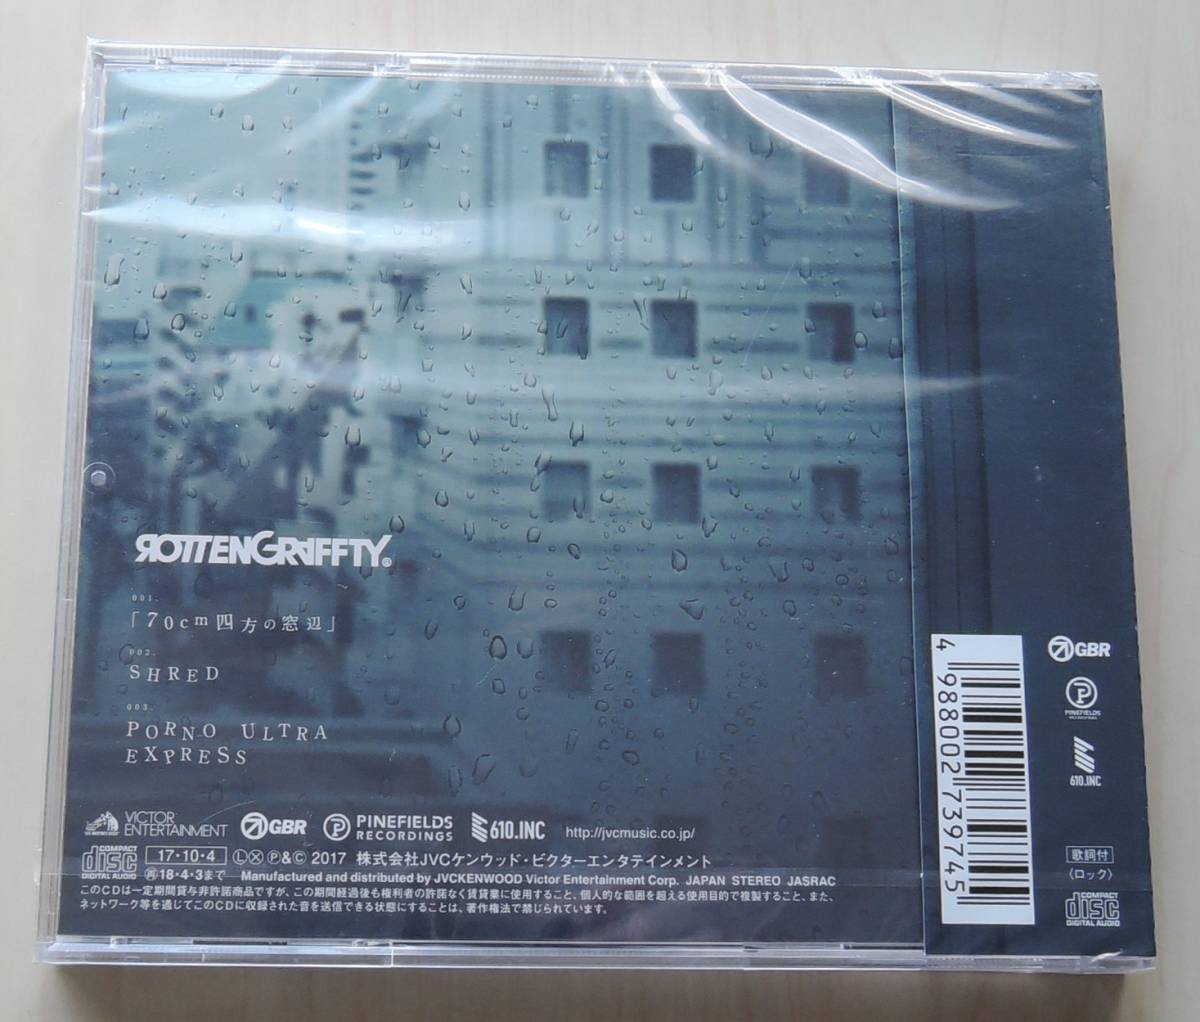 ROTTENGRAFFTY
001.
「70cm四方の窓辺」
002.
SHRED
003.
PORNO ULTRA
EXPRESS
VICTOR ENTERTAINMENT GBR PINEFIELDS RECORDINGS 610.INC http://jvcmusic.co.jp/
COMPACT disc DIGITAL AUDIO
17・10・4 Ⓛ Ⓧ Ⓟ&© 2017 株式会社JVCケンウッド・ビクターエンタテインメント
再18・4・3まで Manufactured and distributed by JVCKENWOOD Victor Entertainment Corp. JAPAN STEREO JASRAC
このCDは一定期間貸与非許諾商品ですが、この期間経過後も権利者の許諾なく賃貸業に使用すること、個人的な範囲を超える使用目的で複製すること、また、
ネットワーク等を通じてこのCDに収録された音を送信できる状態にすることは、著作権法で禁じられています。
4 988002 739745
GBR
PINEFIELDS
610.INC
歌詞付
〈ロック〉
COMPACT
disc
DIGITAL AUDIO